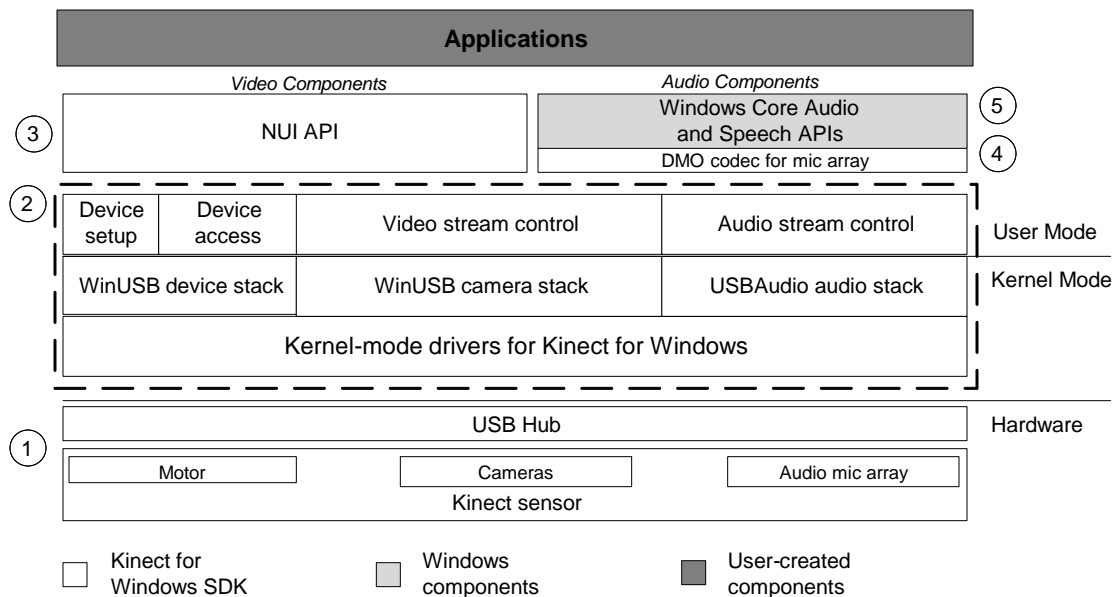 Applications
Video Components
Audio Components
3
NUI API
Windows Core Audio
and Speech APIs
5
DMO codec for mic array
4
2
Device
setup
Device
access
Video stream control
Audio stream control
User Mode
WinUSB device stack
WinUSB camera stack
USBAudio audio stack
Kernel Mode
Kernel-mode drivers for Kinect for Windows
1
USB Hub
Hardware
Motor
Cameras
Audio mic array
Kinect sensor
Kinect for
Windows SDK
Windows
components
User-created
components